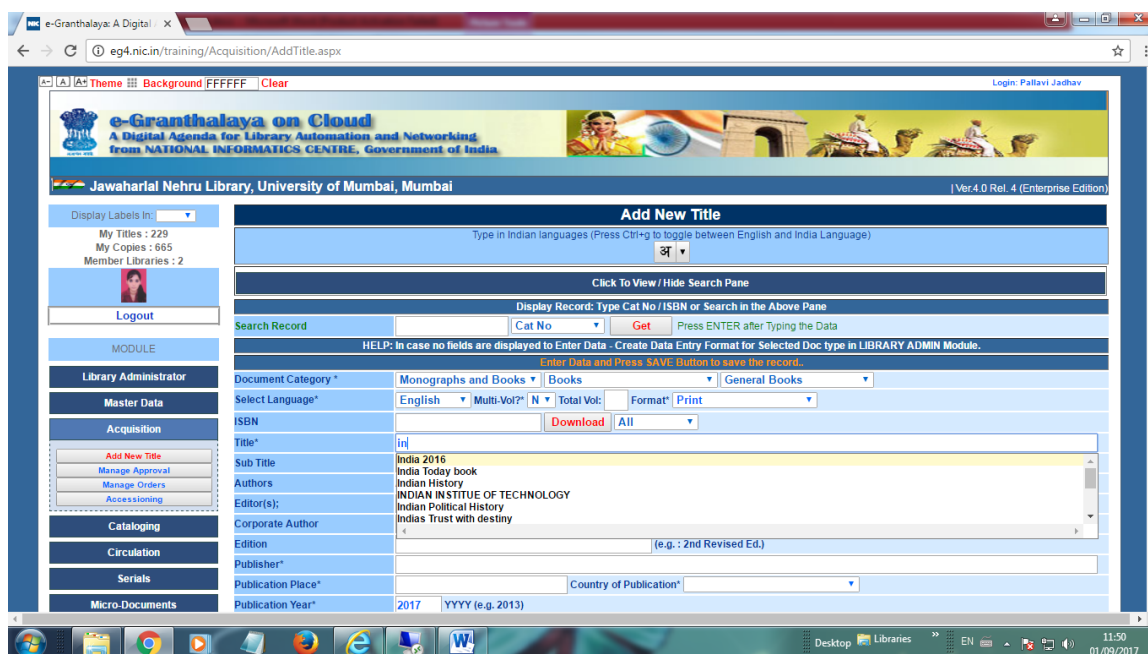 e-Granthalaya: A Digital
eg4.nic.in/training/Acquisition/AddTitle.aspx
A- A A+ Theme Background FFFFFF Clear
Login: Pallavi Jadhav
e-Granthalaya on Cloud
A Digital Agenda for Library Automation and Networking
from NATIONAL INFORMATICS CENTRE, Government of India
Jawaharlal Nehru Library, University of Mumbai, Mumbai
| Ver.4.0 Rel. 4 (Enterprise Edition)
Display Labels In:
My Titles : 229
My Copies : 665
Member Libraries : 2
Logout
MODULE
Library Administrator
Master Data
Acquisition
Add New Title
Manage Approval
Manage Orders
Accessioning
Cataloging
Circulation
Serials
Micro-Documents
Add New Title
Type in Indian languages (Press Ctrl+g to toggle between English and India Language)
अ
Click To View / Hide Search Pane
Display Record: Type Cat No / ISBN or Search in the Above Pane
Search Record Cat No Get Press ENTER after Typing the Data
HELP: In case no fields are displayed to Enter Data - Create Data Entry Format for Selected Doc type in LIBRARY ADMIN Module.
Enter Data and Press SAVE Button to save the record..
Document Category * Monographs and Books Books General Books
Select Language* English Multi-Vol?* N Total Vol: Format* Print
ISBN Download All
Title* in
Sub Title India 2016
India Today book
Authors Indian History
INDIAN INSTITUE OF TECHNOLOGY
Editor(s); Indian Political History
Indias Trust with destiny
Corporate Author
Edition (e.g. : 2nd Revised Ed.)
Publisher*
Publication Place* Country of Publication*
Publication Year* 2017 YYYY (e.g. 2013)
Desktop Libraries » EN 11:50
01/09/2017